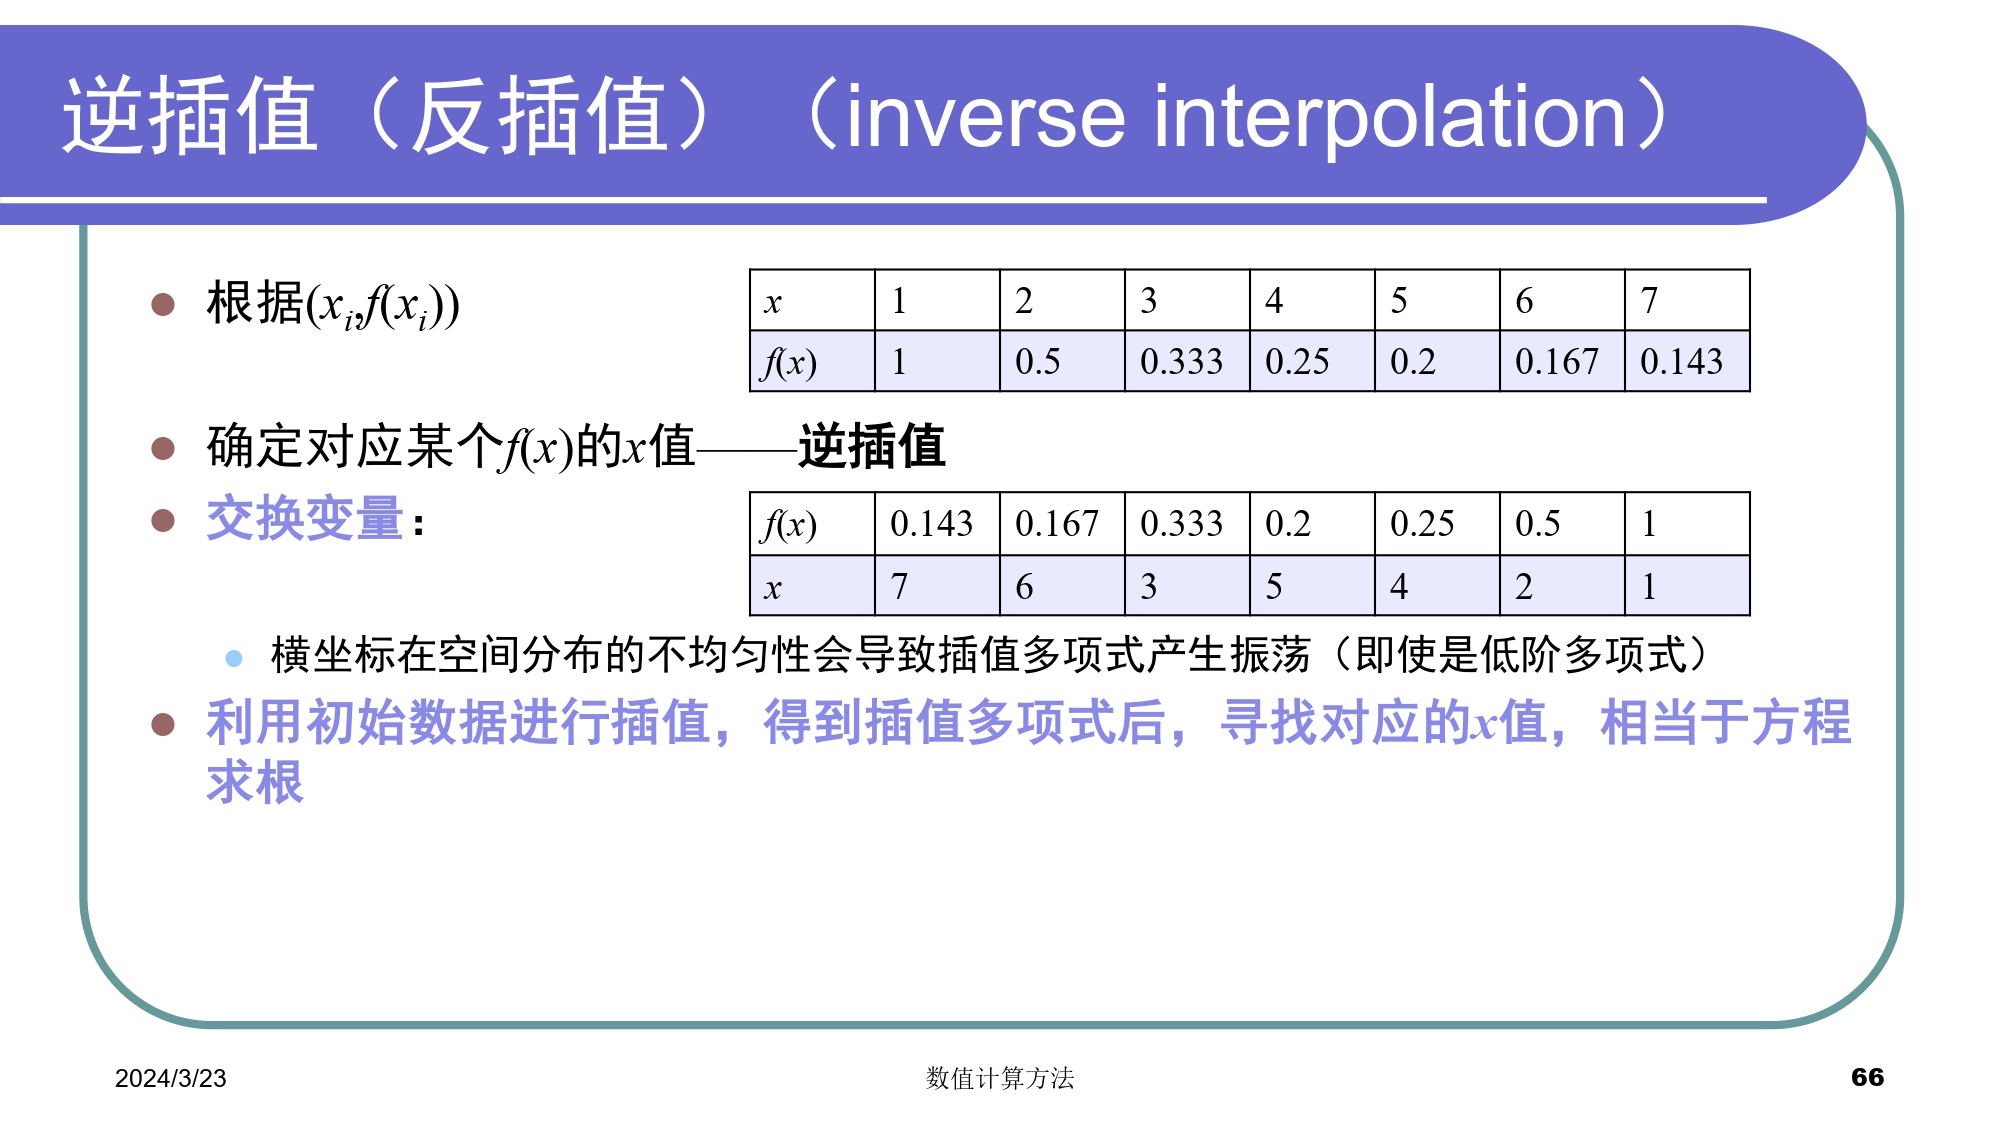 逆插值（反插值）（inverse interpolation）
根据(xi,f(xi))
x 1 2 3 4 5 6 7
f(x) 1 0.5 0.333 0.25 0.2 0.167 0.143
确定对应某个f(x)的x值——逆插值
交换变量：
f(x) 0.143 0.167 0.333 0.2 0.25 0.5 1
x 7 6 3 5 4 2 1
横坐标在空间分布的不均匀性会导致插值多项式产生振荡（即使是低阶多项式）
利用初始数据进行插值，得到插值多项式后，寻找对应的x值，相当于方程
求根
2024/3/23
数值计算方法
66